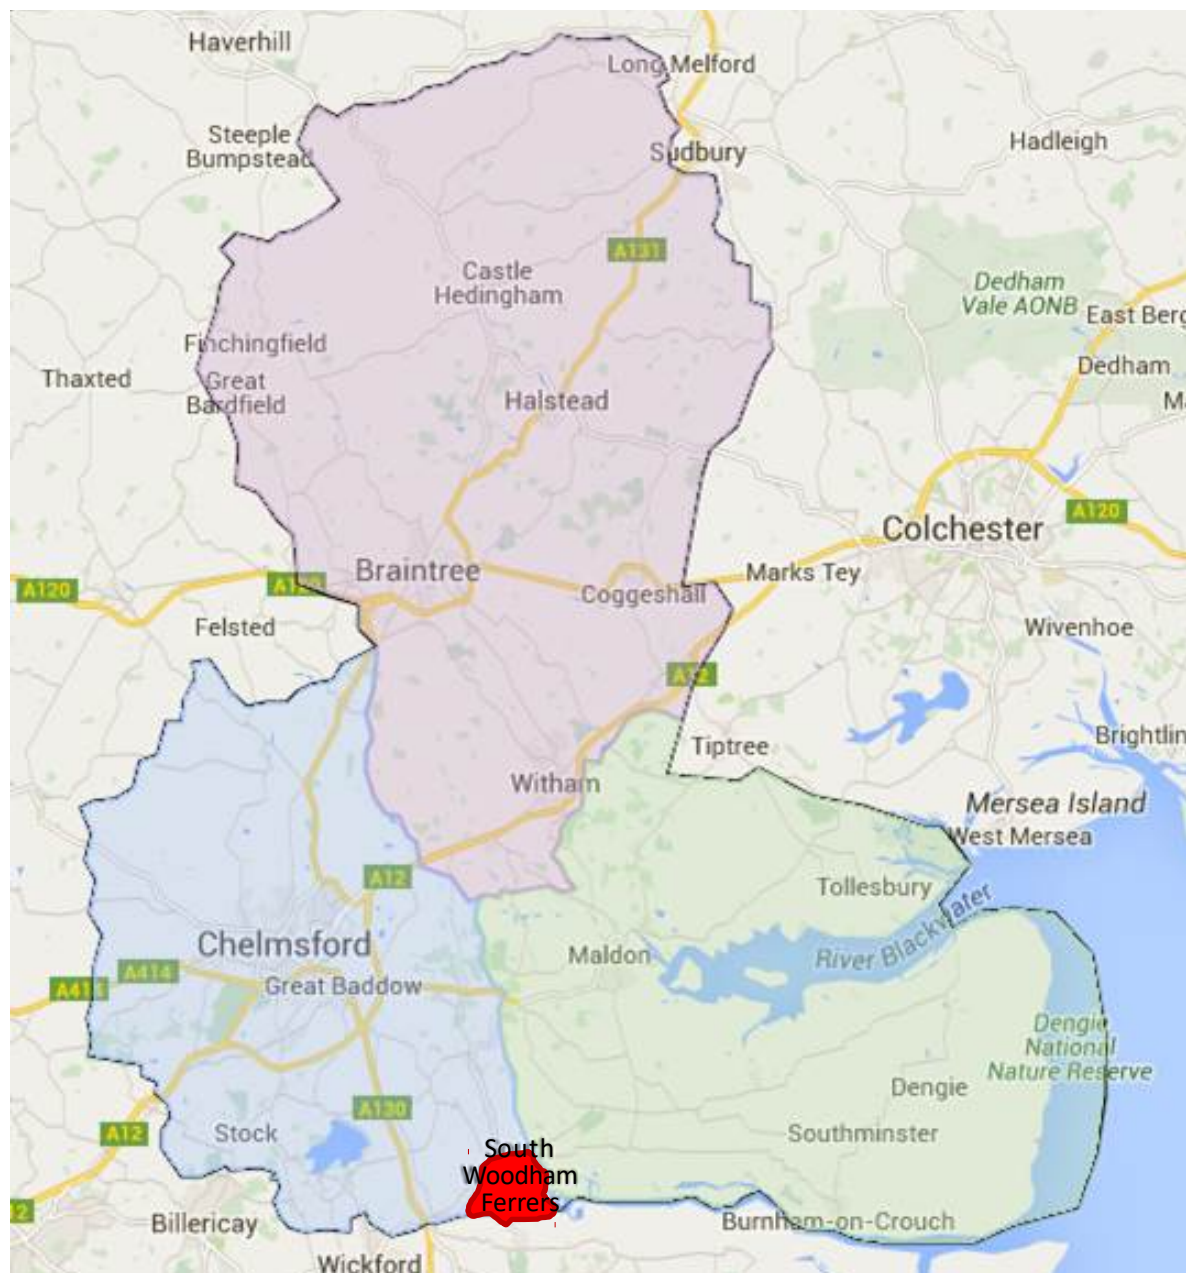 Haverhill
Long Melford
Steeple
Bumpstead
Sudbury
Hadleigh
A131
Castle
Hedingham
Dedham
Vale AONB
East Berg
Finchingfield
Thaxted
Great
Bardfield
Dedham
Halstead
Ma
A120
Colchester
Braintree
Marks Tey
A120
A120
Coggeshall
Felsted
Wivenhoe
A12
Tiptree
Brightlin
Witham
Mersea Island
West Mersea
A12
Tollesbury
Chelmsford
Maldon
River Blackwater
A414
A414
Great Baddow
Dengie
National
Nature Reserve
Dengie
A130
A12
Stock
Southminster
South
Woodham
Ferrers
12
Billericay
Burnham-on-Crouch
Wickford